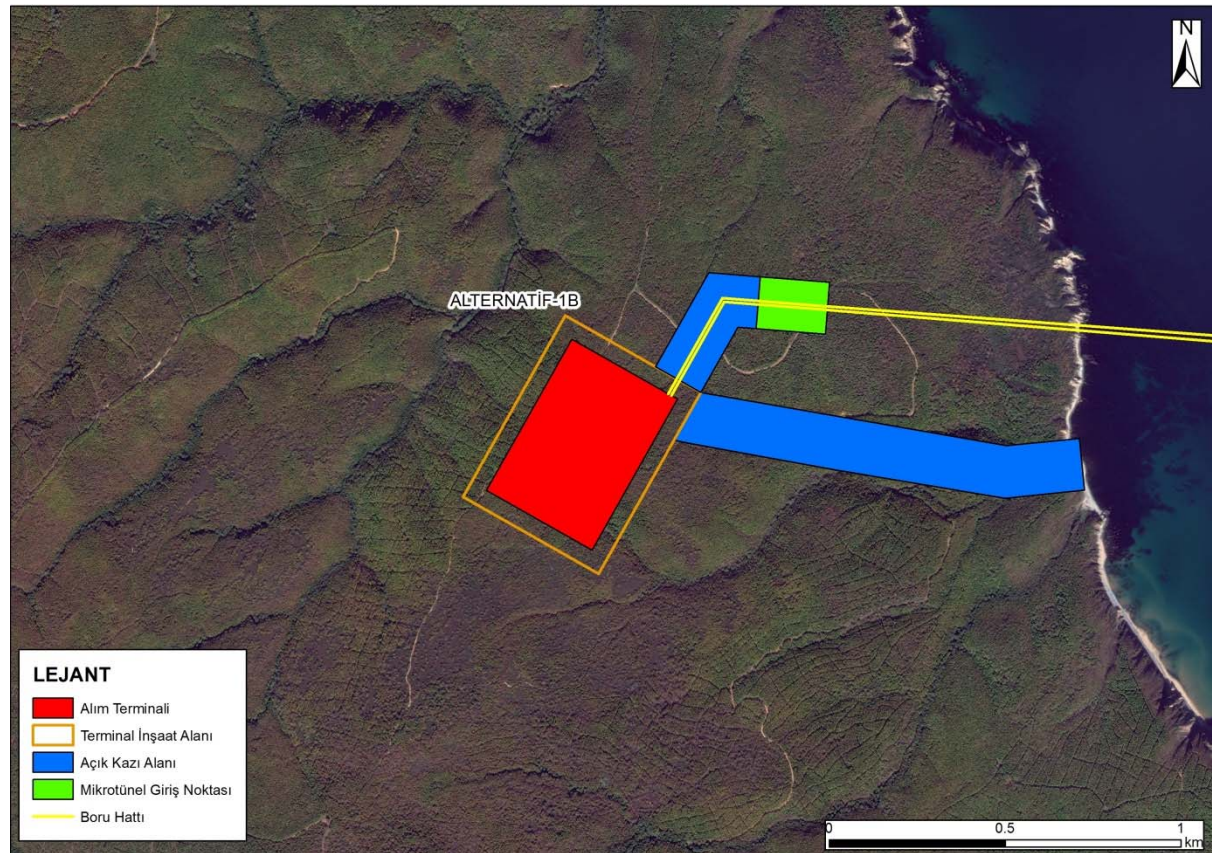 N
ALTERNATİF-1B
LEJANT
Alım Terminali
Terminal İnşaat Alanı
Açık Kazı Alanı
Mikrotünel Giriş Noktası
Boru Hattı
0 0.5 1
km